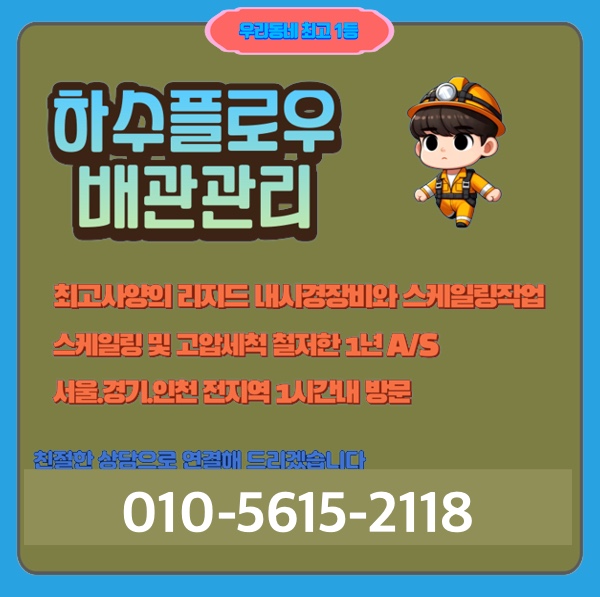 우리동네 최고 1등
하수플로우
배관관리
최고사양의 리지드 내시경장비와 스케일링작업
스케일링 및 고압세척 철저한 1년 A/S
서울.경기.인천 전지역 1시간내 방문
친절한 상담으로 연결해 드리겠습니다
010-5615-2118